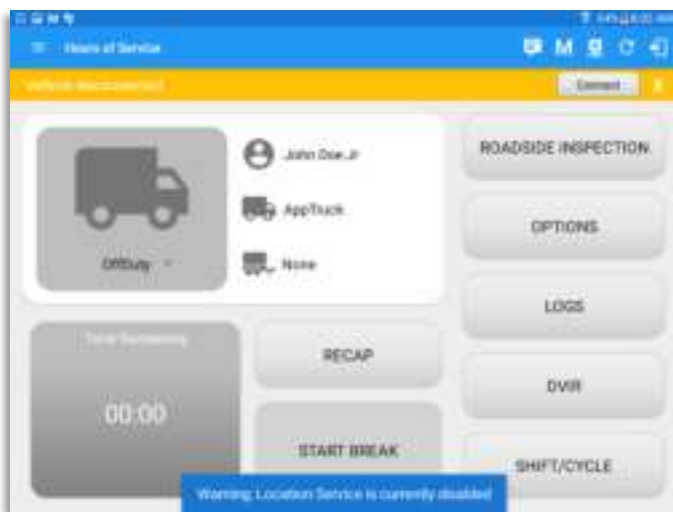 Hours of Service
M
Vehicle disconnected
Connect
X
John Doe Jr
AppTruck
OffDuty
None
ROADSIDE INSPECTION
OPTIONS
LOGS
DVIR
SHIFT/CYCLE
Time Remaining
00:00
RECAP
START BREAK
Warning: Location Service is currently disabled